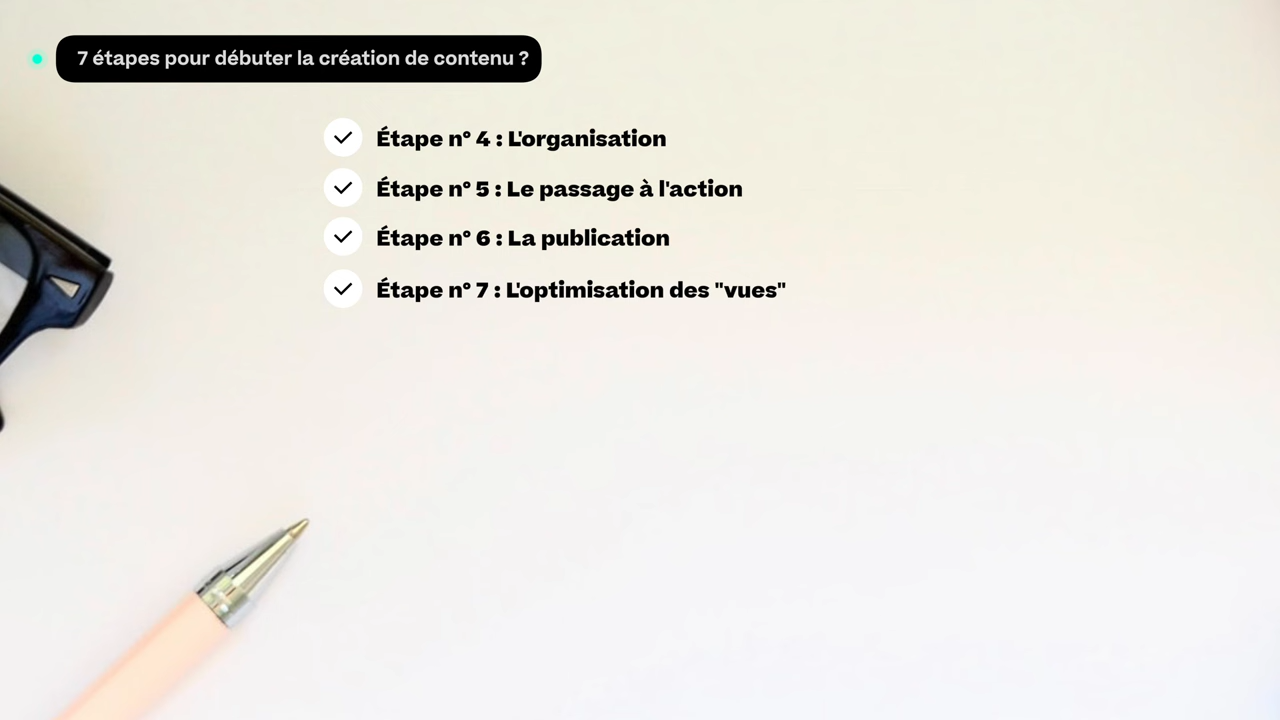 7 étapes pour débuter la création de contenu ?
Étape n° 4 : L'organisation
Étape n° 5 : Le passage à l'action
Étape n° 6 : La publication
Étape n° 7 : L'optimisation des "vues"